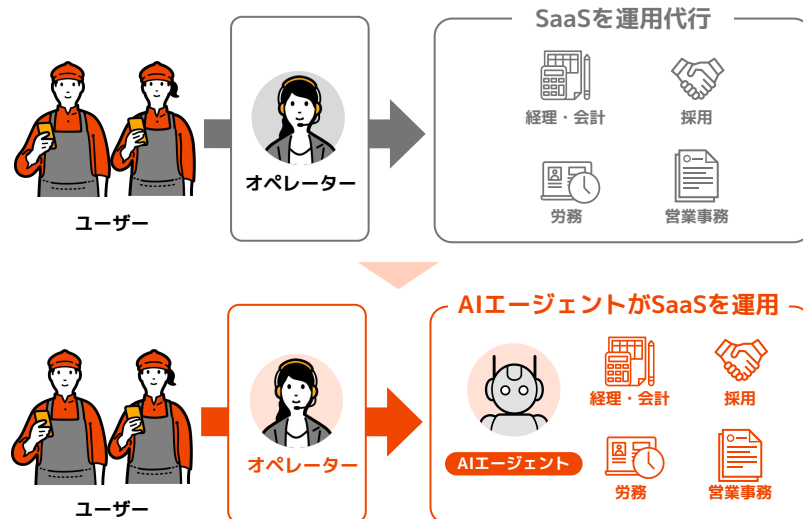 SaaSを運用代行
経理・会計
採用
オペレーター
労務
営業事務
ユーザー
AIエージェントがSaaSを運用
経理・会計
採用
オペレーター
AIエージェント
労務
営業事務
ユーザー